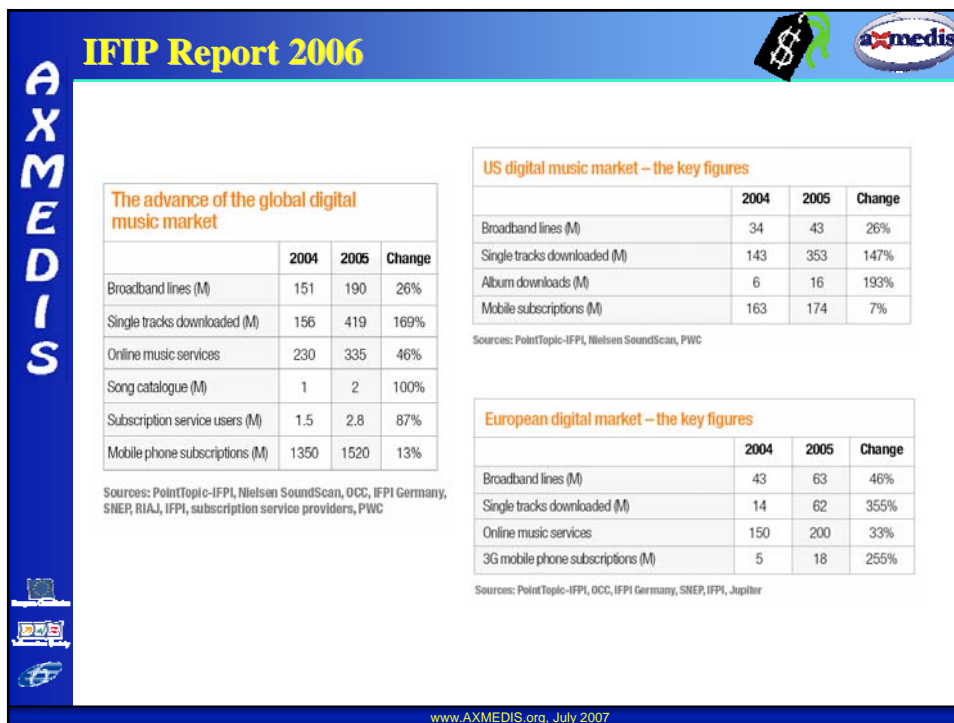 IFIP Report 2006
axmedis
AXMEDIS
The advance of the global digital
music market
2004 2005 Change
Broadband lines (M) 151 190 26%
Single tracks downloaded (M) 156 419 169%
Online music services 230 335 46%
Song catalogue (M) 1 2 100%
Subscription service users (M) 1.5 2.8 87%
Mobile phone subscriptions (M) 1350 1520 13%
Sources: PointTopic-IFPI, Nielsen SoundScan, OCC, IFPI Germany,
SNEP, RIAJ, IFPI, subscription service providers, PWC
US digital music market – the key figures
2004 2005 Change
Broadband lines (M) 34 43 26%
Single tracks downloaded (M) 143 353 147%
Album downloads (M) 6 16 193%
Mobile subscriptions (M) 163 174 7%
Sources: PointTopic-IFPI, Nielsen SoundScan, PWC
European digital market – the key figures
2004 2005 Change
Broadband lines (M) 43 63 46%
Single tracks downloaded (M) 14 62 355%
Online music services 150 200 33%
3G mobile phone subscriptions (M) 5 18 255%
Sources: PointTopic-IFPI, OCC, IFPI Germany, SNEP, IFPI, Jupiter
www.AXMEDIS.org, July 2007